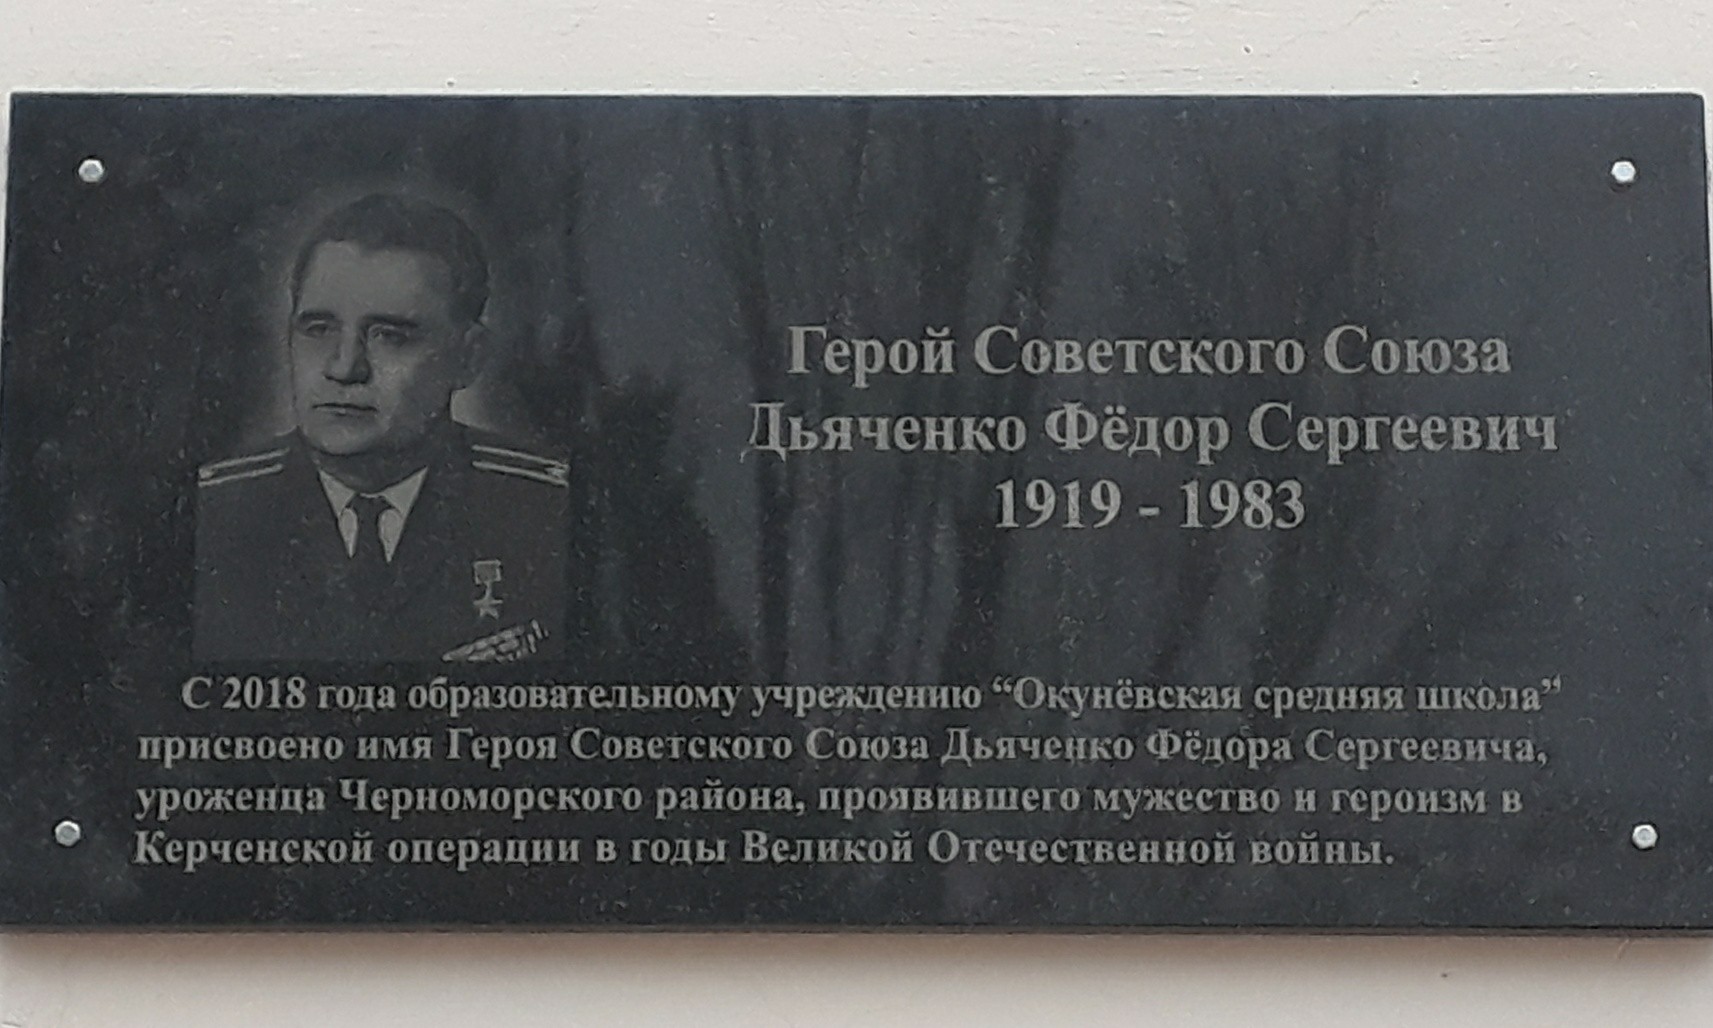 Герой Советского Союза
Дьяченко Фёдор Сергеевич
1919 - 1983
С 2018 года образовательному учреждению “Окунёвская средняя школа”
присвоено имя Героя Советского Союза Дьяченко Фёдора Сергеевича,
уроженца Черноморского района, проявившего мужество и героизм в
Керченской операции в годы Великой Отечественной войны.